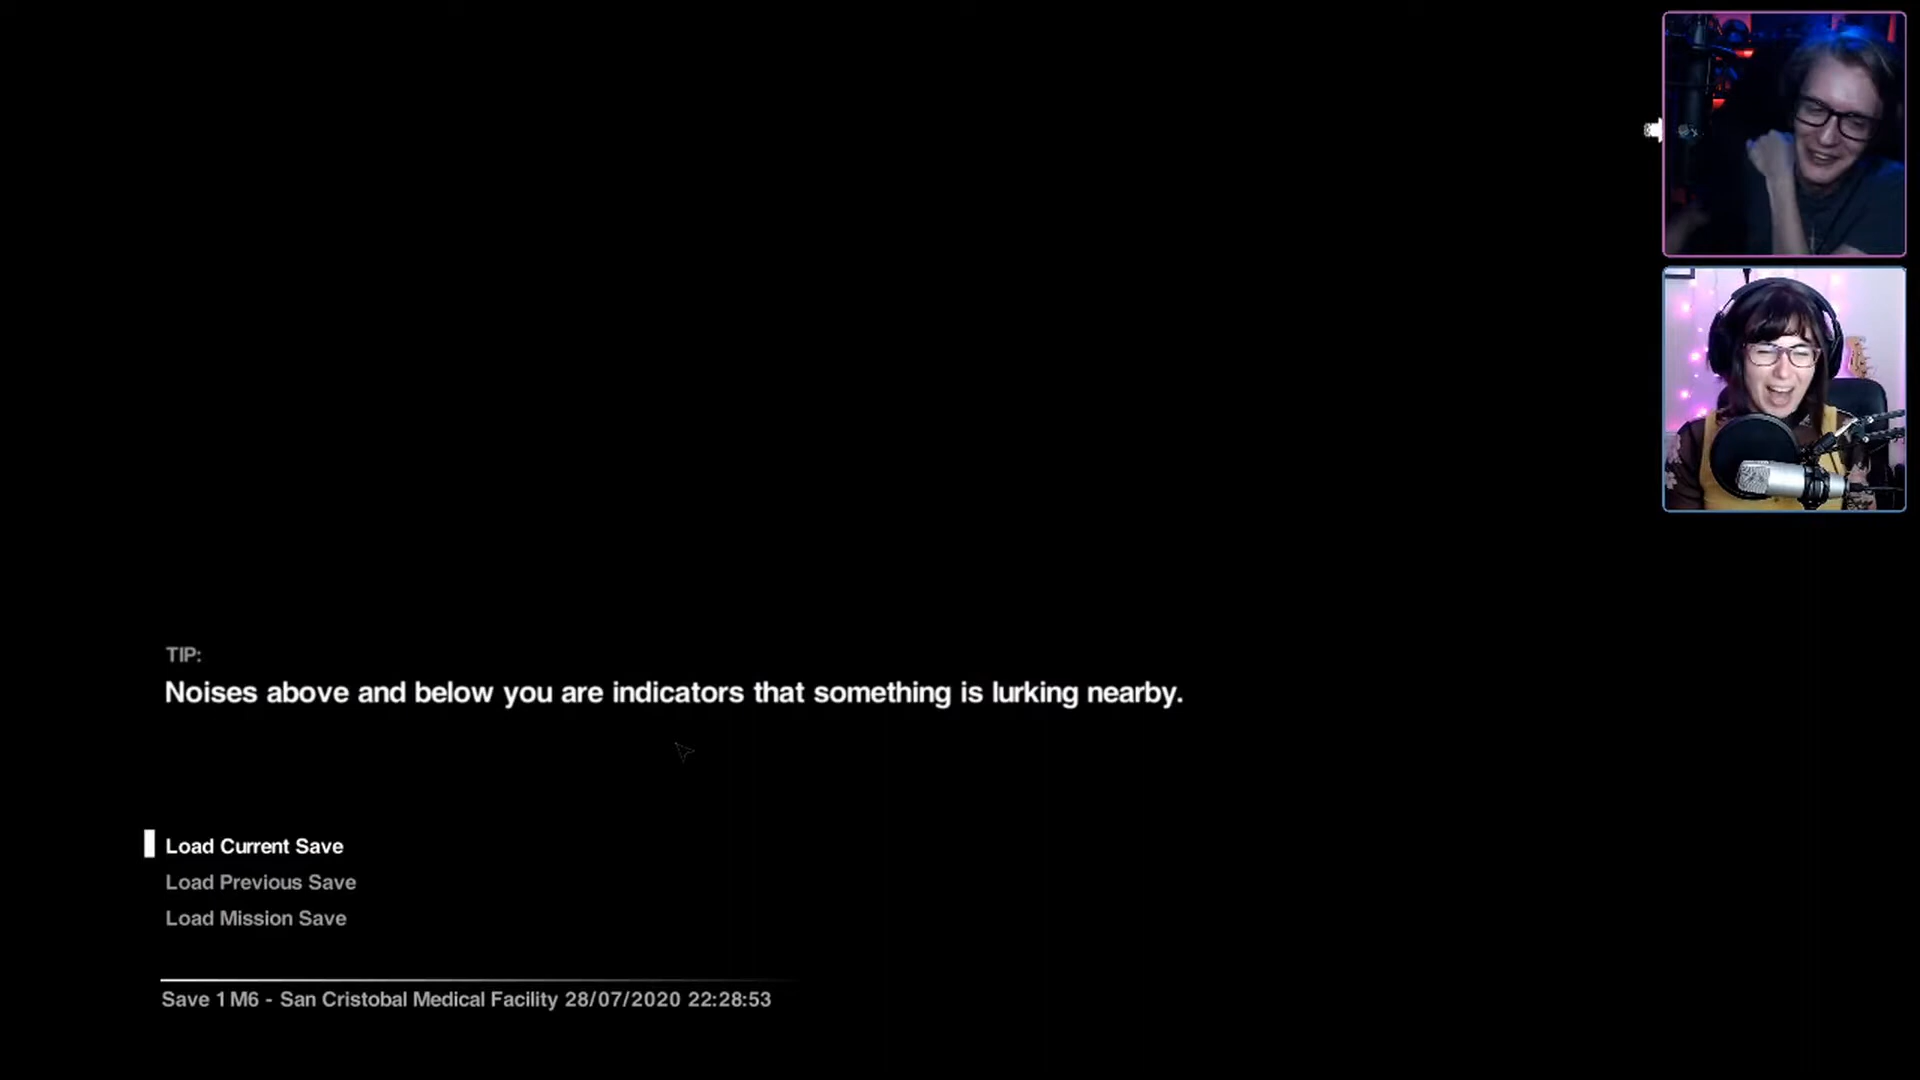 TIP:
Noises above and below you are indicators that something is lurking nearby.
Load Current Save
Load Previous Save
Load Mission Save
Save 1 M6 - San Cristobal Medical Facility 28/07/2020 22:28:53